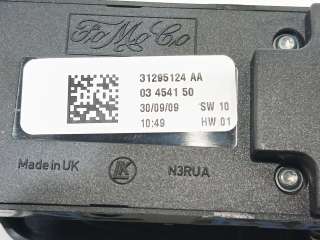 FoMoCo
31295124 AA
03 4541 50
30/09/09 SW 10
10:49 HW 01
Made in UK LK N3RUA